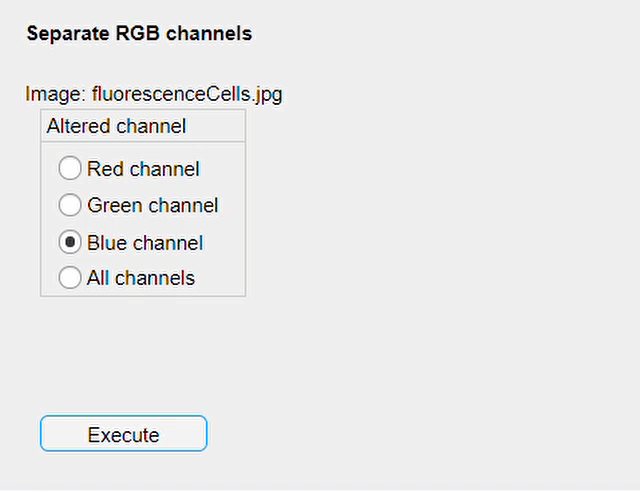 Separate RGB channels
Image: fluorescenceCells.jpg
Altered channel
Red channel
Green channel
Blue channel
All channels
Execute